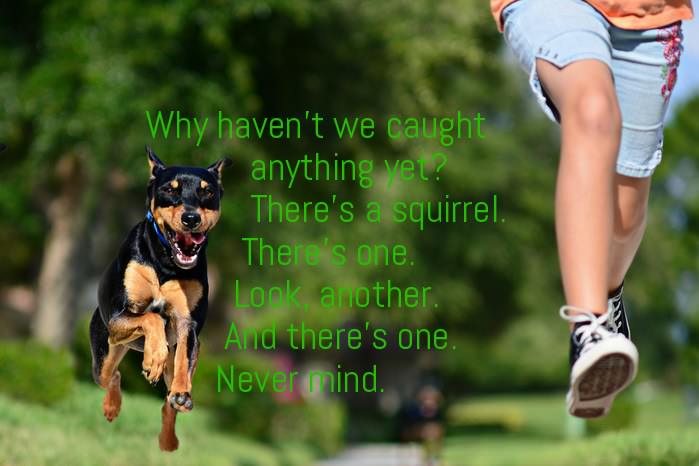 Why haven't we caught
anything yet?
There's a squirrel.
There's one.
Look, another.
And there's one.
Never mind.